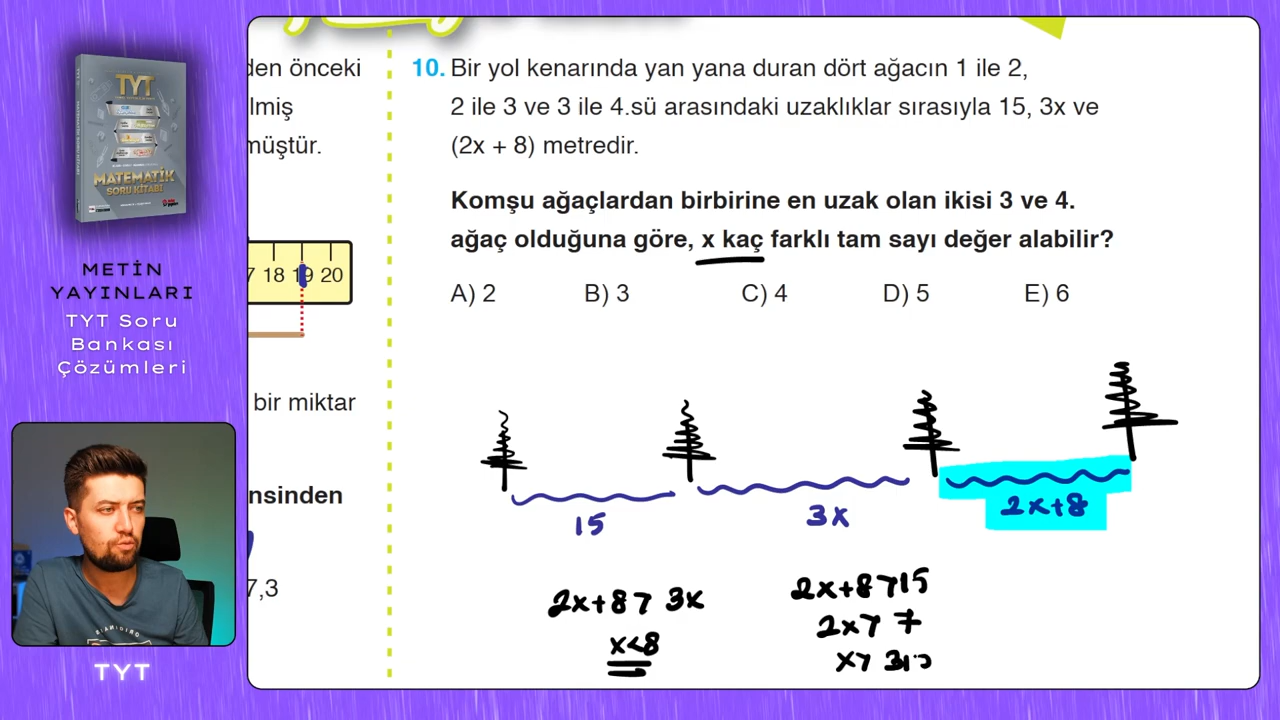 TYT
MATEMATİK
SORU KİTABI
METİN
YAYINLARI
TYT Soru
Bankası
Çözümleri
TYT
den önceki
lmiş
müştür.
7 18 19 20
bir miktar
nsinden
7,3
10. Bir yol kenarında yan yana duran dört ağacın 1 ile 2,
2 ile 3 ve 3 ile 4.sü arasındaki uzaklıklar sırasıyla 15, 3x ve
(2x + 8) metredir.
Komşu ağaçlardan birbirine en uzak olan ikisi 3 ve 4.
ağaç olduğuna göre, x kaç farklı tam sayı değer alabilir?
A) 2 B) 3 C) 4 D) 5 E) 6
15 3x 2x+8
2x+8> 3x
x<8
2x+8>15
2x> 7